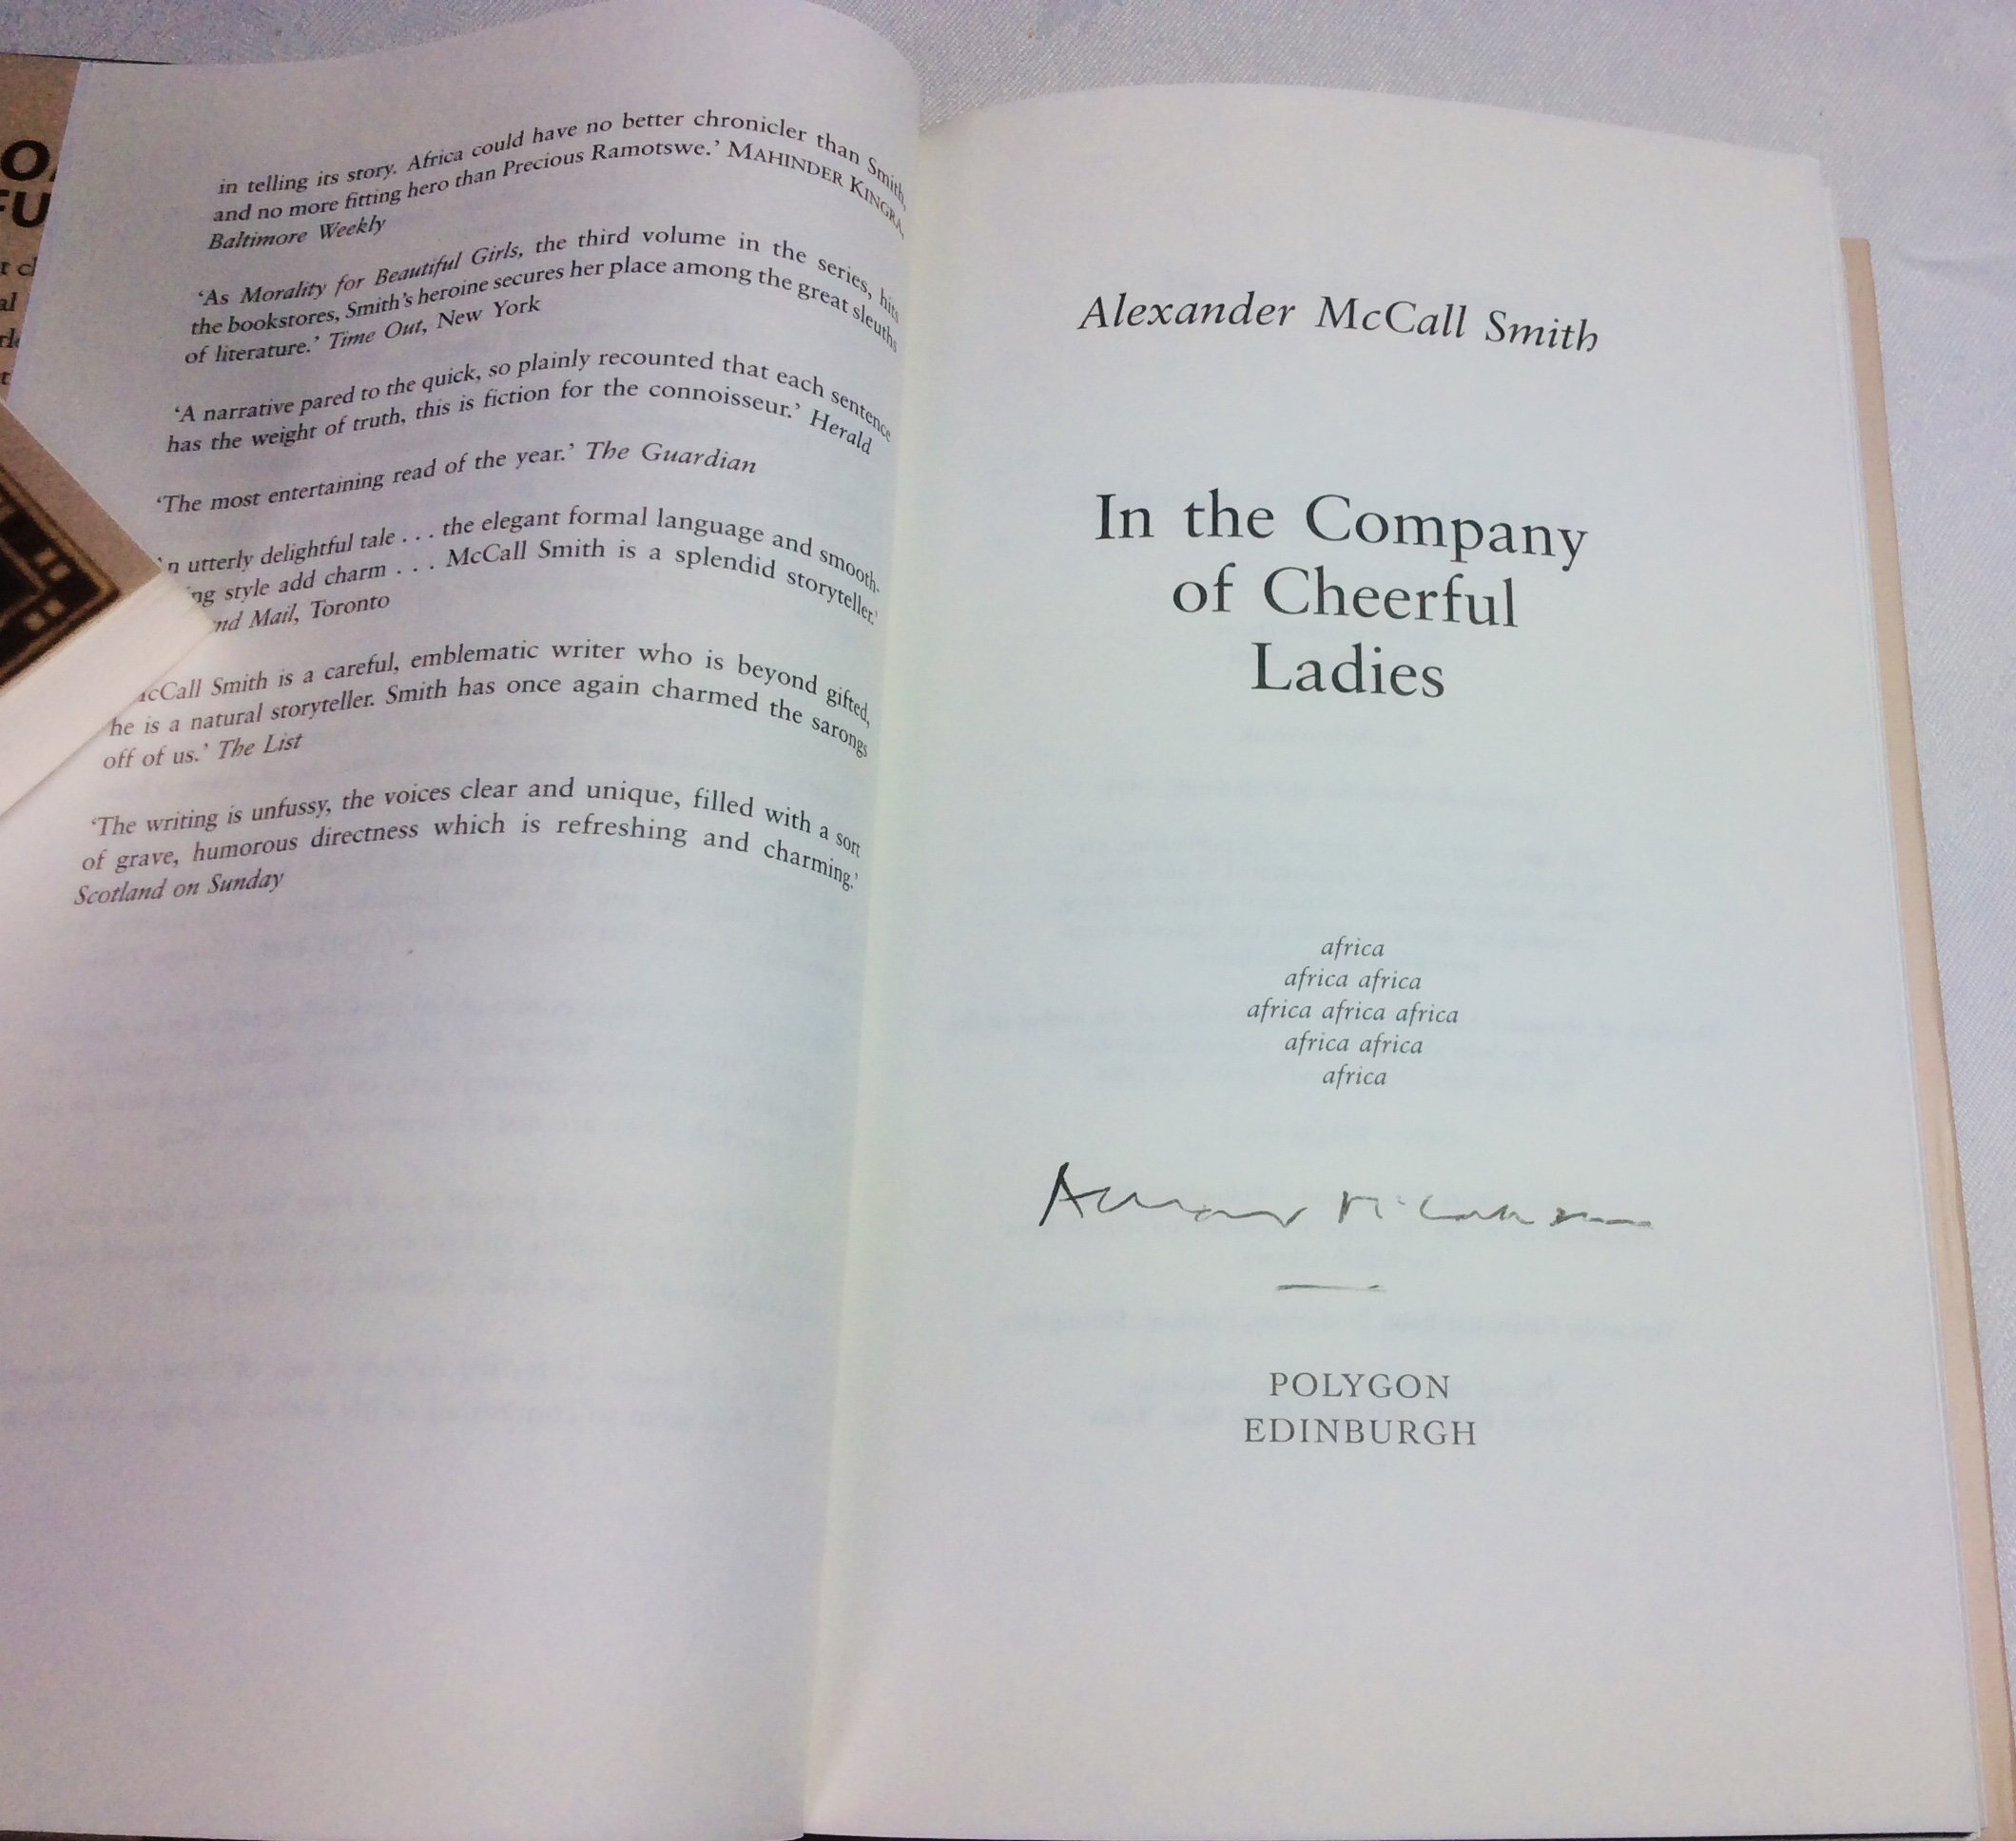 in telling its story. Africa could have no better chronicler than Smith,
and no more fitting hero than Precious Ramotswe.’ MAHINDER KINGRA,
Baltimore Weekly
‘As Morality for Beautiful Girls, the third volume in the series, hits
the bookstores, Smith’s heroine secures her place among the great sleuths
of literature.’ Time Out, New York
‘A narrative pared to the quick, so plainly recounted that each sentence
has the weight of truth, this is fiction for the connoisseur.’ Herald
‘The most entertaining read of the year.’ The Guardian
utterly delightful tale . . . the elegant formal language and smooth-
style add charm . . . McCall Smith is a splendid storyteller.’
Mail, Toronto
McCall Smith is a careful, emblematic writer who is beyond gifted,
he is a natural storyteller. Smith has once again charmed the sarongs
off of us.’ The List
‘The writing is unfussy, the voices clear and unique, filled with a sort
of grave, humorous directness which is refreshing and charming.’
Scotland on Sunday
Alexander McCall Smith
In the Company
of Cheerful
Ladies
africa
africa africa
africa africa africa
africa africa
africa
POLYGON
EDINBURGH